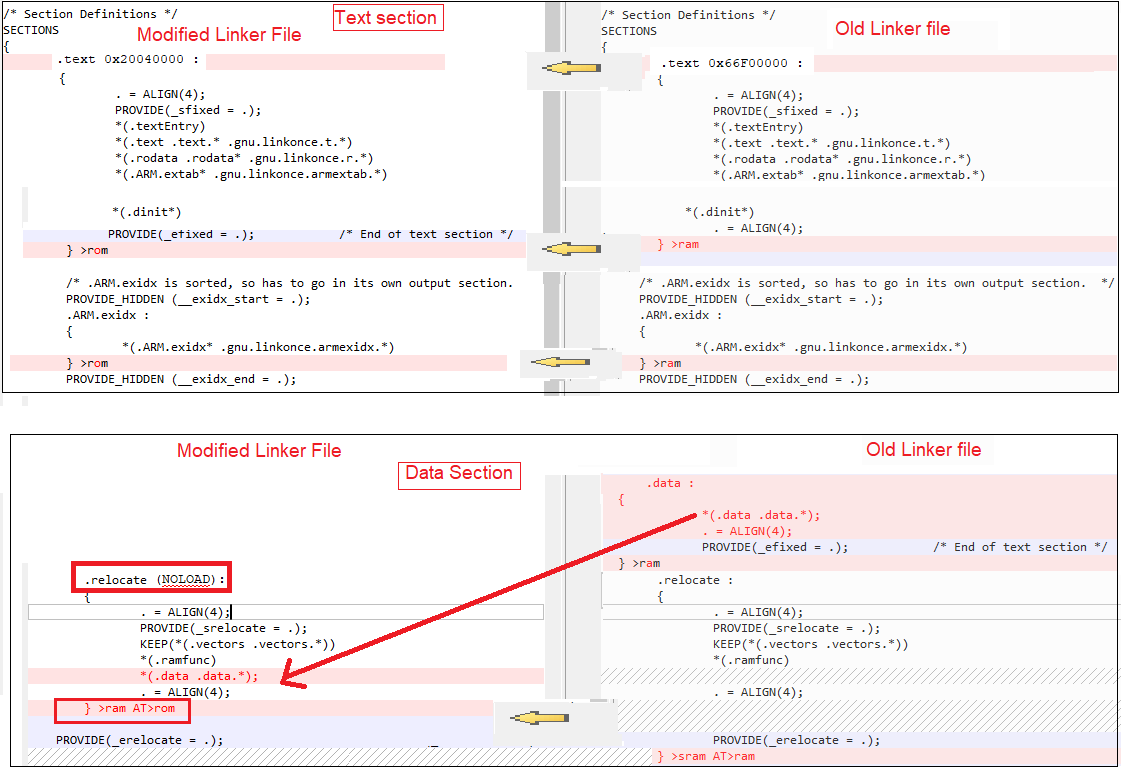 /* Section Definitions */
SECTIONS
Text section
Modified Linker File
{
.text 0x20040000 :
{
. = ALIGN(4);
PROVIDE(_sfixed = .);
*(.textEntry)
*(.text .text.* .gnu.linkonce.t.*)
*(.rodata .rodata* .gnu.linkonce.r.*)
*(.ARM.extab* .gnu.linkonce.armextab.*)
*(.dinit*)
PROVIDE(_efixed = .);            /* End of text section */
} >rom
/* .ARM.exidx is sorted, so has to go in its own output section.
PROVIDE_HIDDEN (__exidx_start = .);
.ARM.exidx :
{
*(.ARM.exidx* .gnu.linkonce.armexidx.*)
} >rom
PROVIDE_HIDDEN (__exidx_end = .);
/* Section Definitions */
SECTIONS
Old Linker file
{
.text 0x66F00000 :
{
. = ALIGN(4);
PROVIDE(_sfixed = .);
*(.textEntry)
*(.text .text.* .gnu.linkonce.t.*)
*(.rodata .rodata* .gnu.linkonce.r.*)
*(.ARM.extab* .gnu.linkonce.armextab.*)
*(.dinit*)
. = ALIGN(4);
} >ram
/* .ARM.exidx is sorted, so has to go in its own output section.  */
PROVIDE_HIDDEN (__exidx_start = .);
.ARM.exidx :
{
*(.ARM.exidx* .gnu.linkonce.armexidx.*)
} >ram
PROVIDE_HIDDEN (__exidx_end = .);
Modified Linker File
Data Section
.relocate (NOLOAD):
{
. = ALIGN(4);
PROVIDE(_srelocate = .);
KEEP(*(.vectors .vectors.*))
*(.ramfunc)
*(.data .data.*);
. = ALIGN(4);
} >ram AT>rom
PROVIDE(_erelocate = .);
Old Linker file
.data :
{
*(.data .data.*);
. = ALIGN(4);
PROVIDE(_efixed = .);            /* End of text section */
} >ram
.relocate :
{
. = ALIGN(4);
PROVIDE(_srelocate = .);
KEEP(*(.vectors .vectors.*))
*(.ramfunc)
. = ALIGN(4);
PROVIDE(_erelocate = .);
} >sram AT>ram